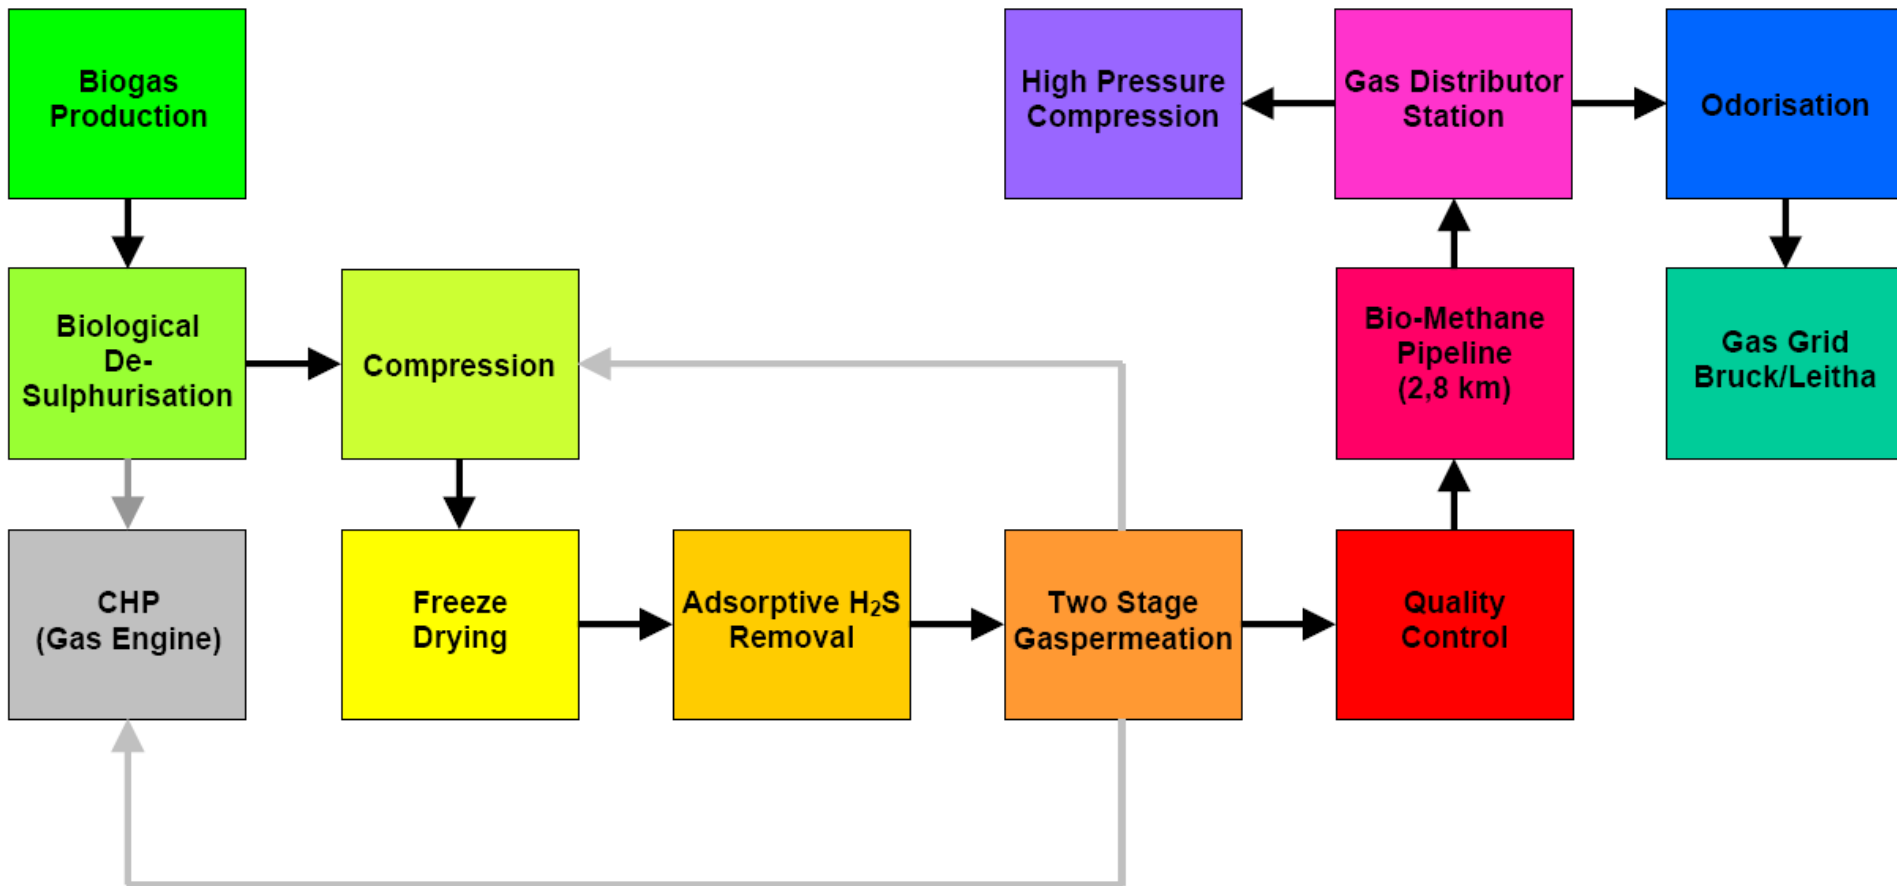 Biogas
Production
High Pressure
Compression
Gas Distributor
Station
Odorisation
Biological
De-
Sulphurisation
Compression
Bio-Methane
Pipeline
(2,8 km)
Gas Grid
Bruck/Leitha
CHP
(Gas Engine)
Freeze
Drying
Adsorptive H₂S
Removal
Two Stage
Gaspermeation
Quality
Control